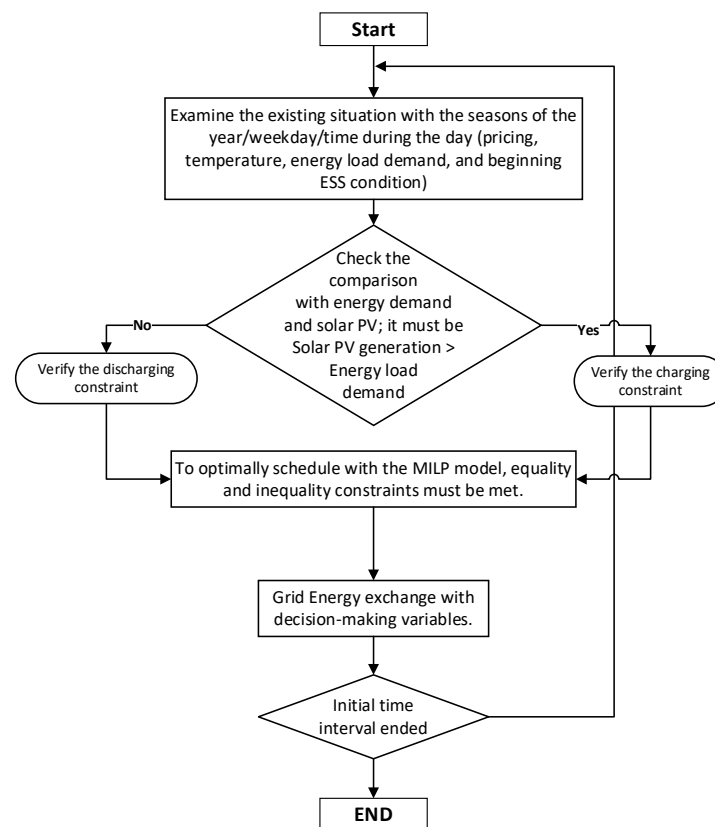 Start
Examine the existing situation with the seasons of the
year/weekday/time during the day (pricing,
temperature, energy load demand, and beginning
ESS condition)
Check the
comparison
with energy demand
and solar PV; it must be
Solar PV generation >
Energy load
demand
No
Yes
Verify the discharging
constraint
Verify the charging
constraint
To optimally schedule with the MILP model, equality
and inequality constraints must be met.
Grid Energy exchange with
decision-making variables.
Initial time
interval ended
END